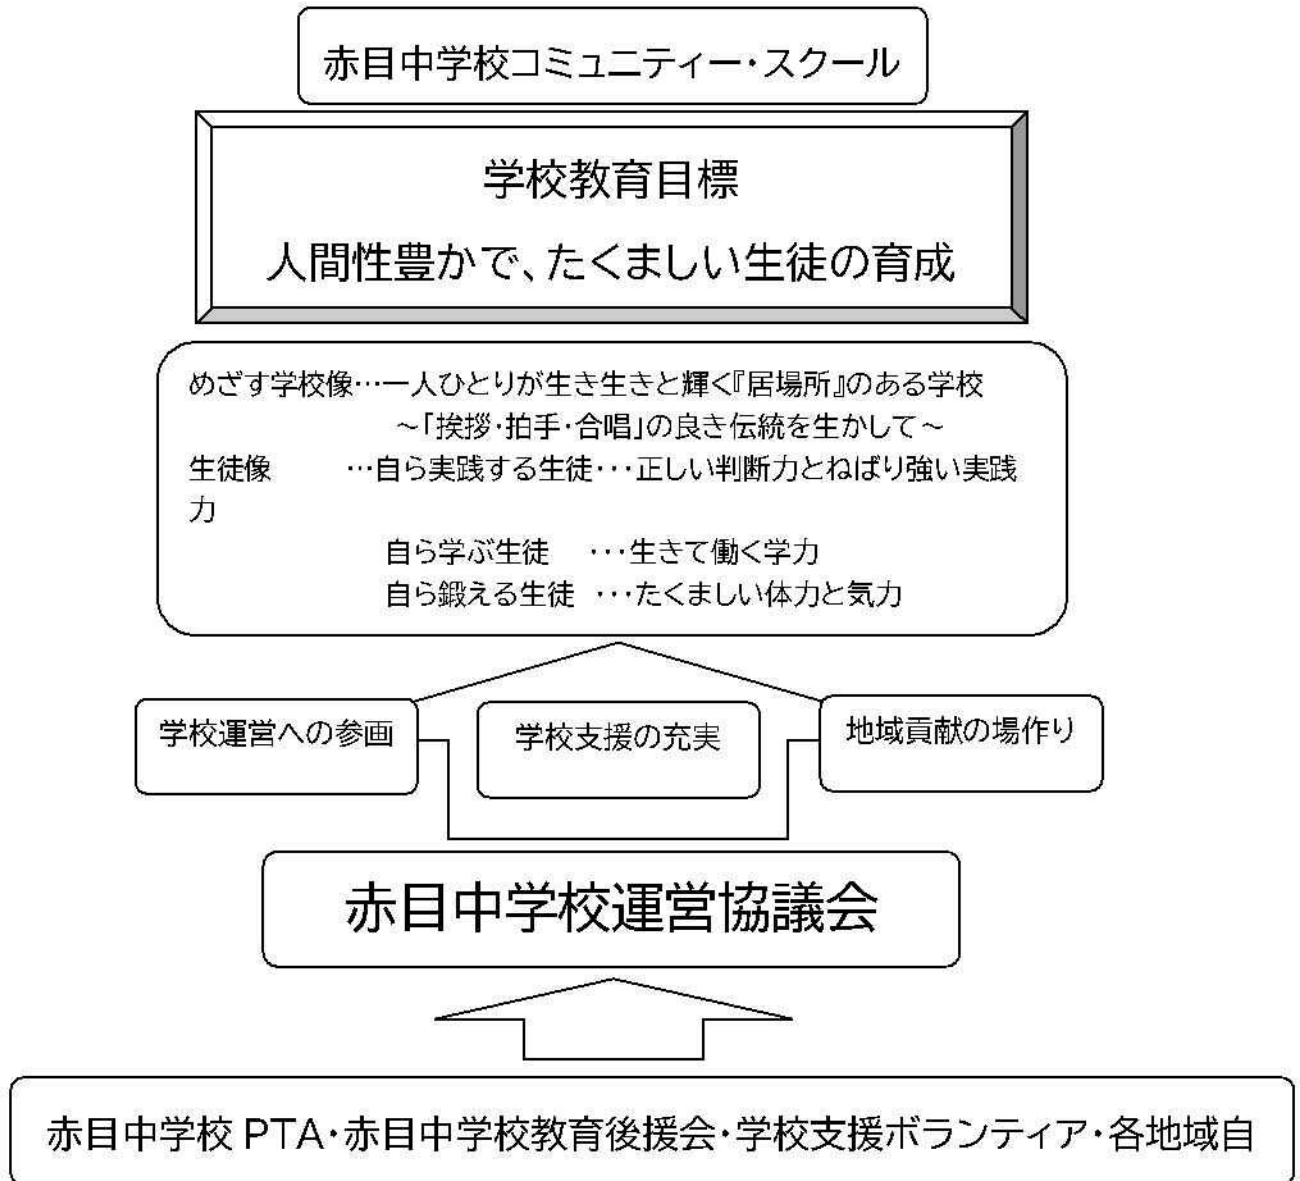 赤目中学校コミュニティー・スクール
学校教育目標
人間性豊かで、たくましい生徒の育成
めざす学校像…一人ひとりが生き生きと輝く『居場所』のある学校
～「挨拶・拍手・合唱」の良き伝統を生かして～
生徒像　　　…自ら実践する生徒･･･正しい判断力とねばり強い実践
力
自ら学ぶ生徒　･･･生きて働く学力
自ら鍛える生徒　･･･たくましい体力と気力
学校運営への参画
学校支援の充実
地域貢献の場作り
赤目中学校運営協議会
赤目中学校 PTA・赤目中学校教育後援会・学校支援ボランティア・各地域自